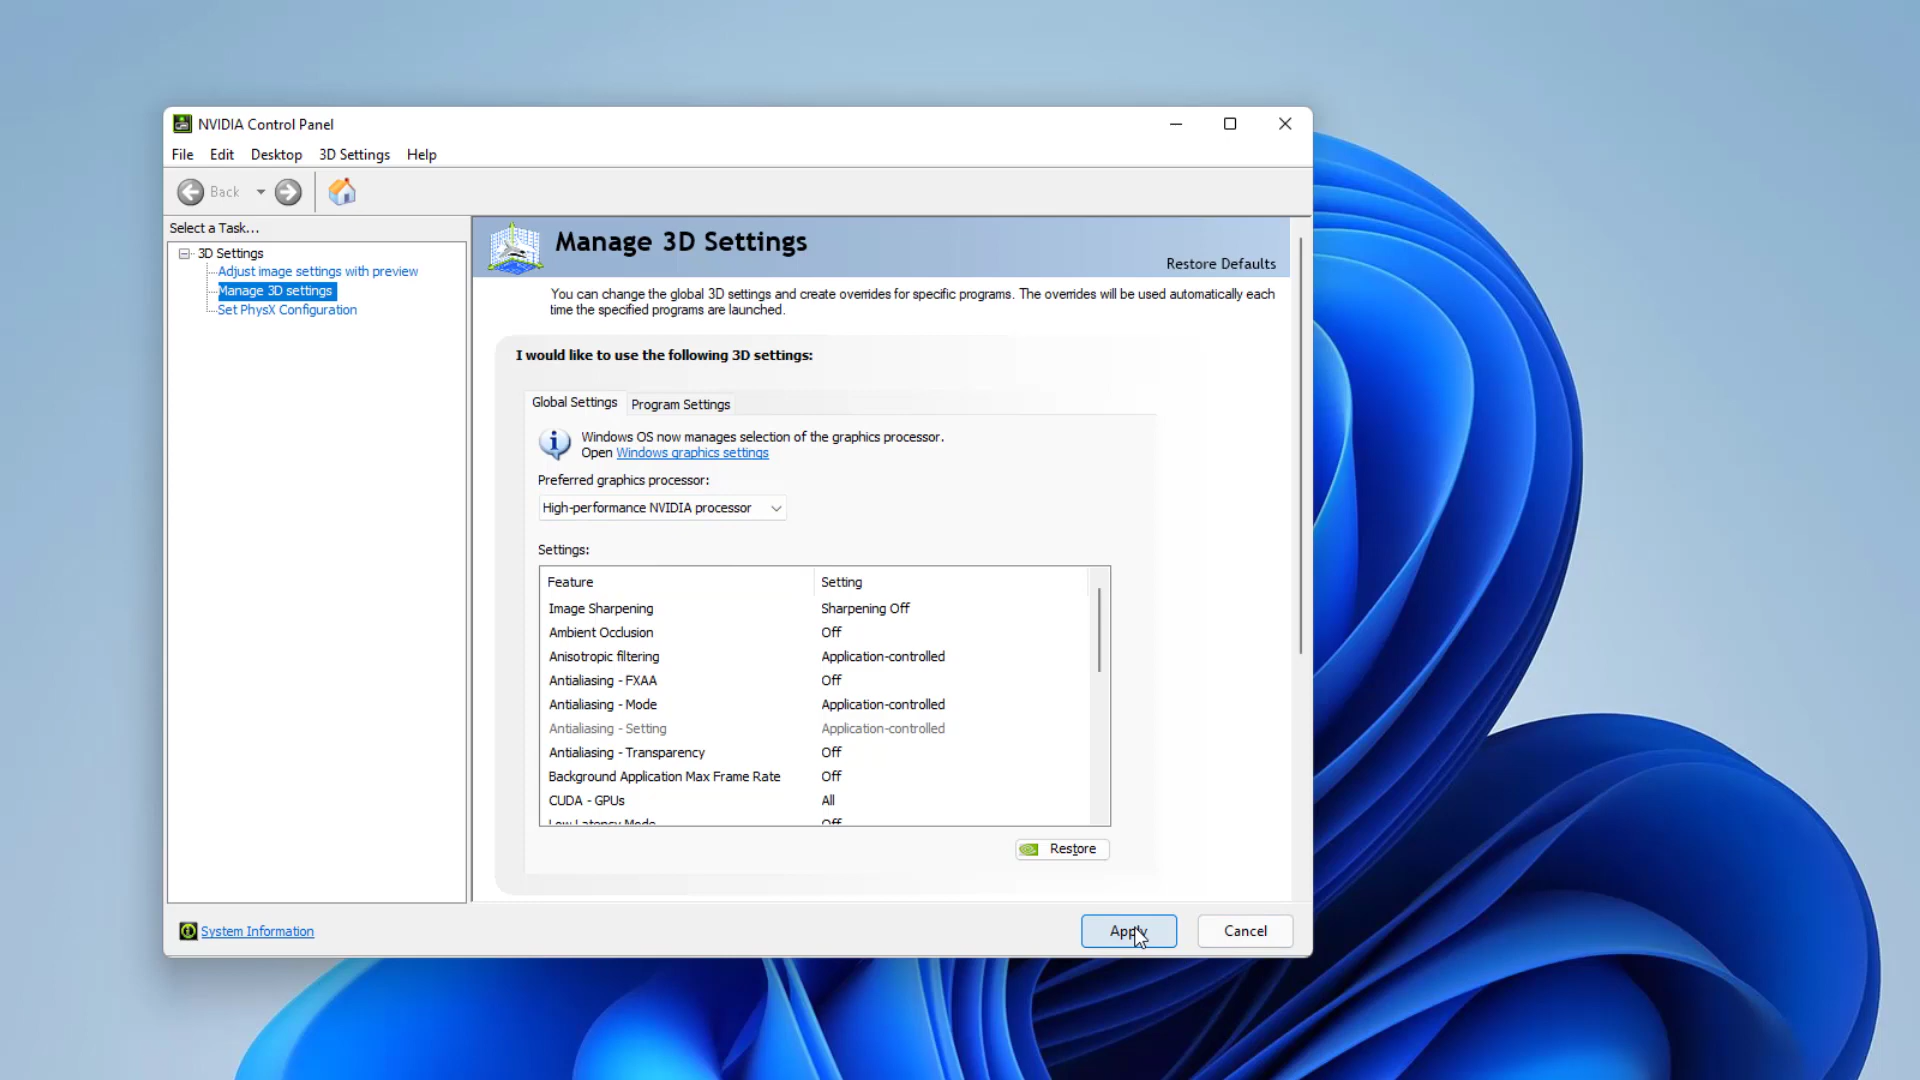 NVIDIA Control Panel
File Edit Desktop 3D Settings Help
Back
Select a Task...
3D Settings
Adjust image settings with preview
Manage 3D settings
Set PhysX Configuration
Manage 3D Settings
Restore Defaults
You can change the global 3D settings and create overrides for specific programs. The overrides will be used automatically each
time the specified programs are launched.
I would like to use the following 3D settings:
Global Settings Program Settings
Windows OS now manages selection of the graphics processor.
Open Windows graphics settings
Preferred graphics processor:
High-performance NVIDIA processor
Settings:
Feature Setting
Image Sharpening Sharpening Off
Ambient Occlusion Off
Anisotropic filtering Application-controlled
Antialiasing - FXAA Off
Antialiasing - Mode Application-controlled
Antialiasing - Setting Application-controlled
Antialiasing - Transparency Off
Background Application Max Frame Rate Off
CUDA - GPUs All
Low Latency Mode Off
Restore
System Information
Apply Cancel